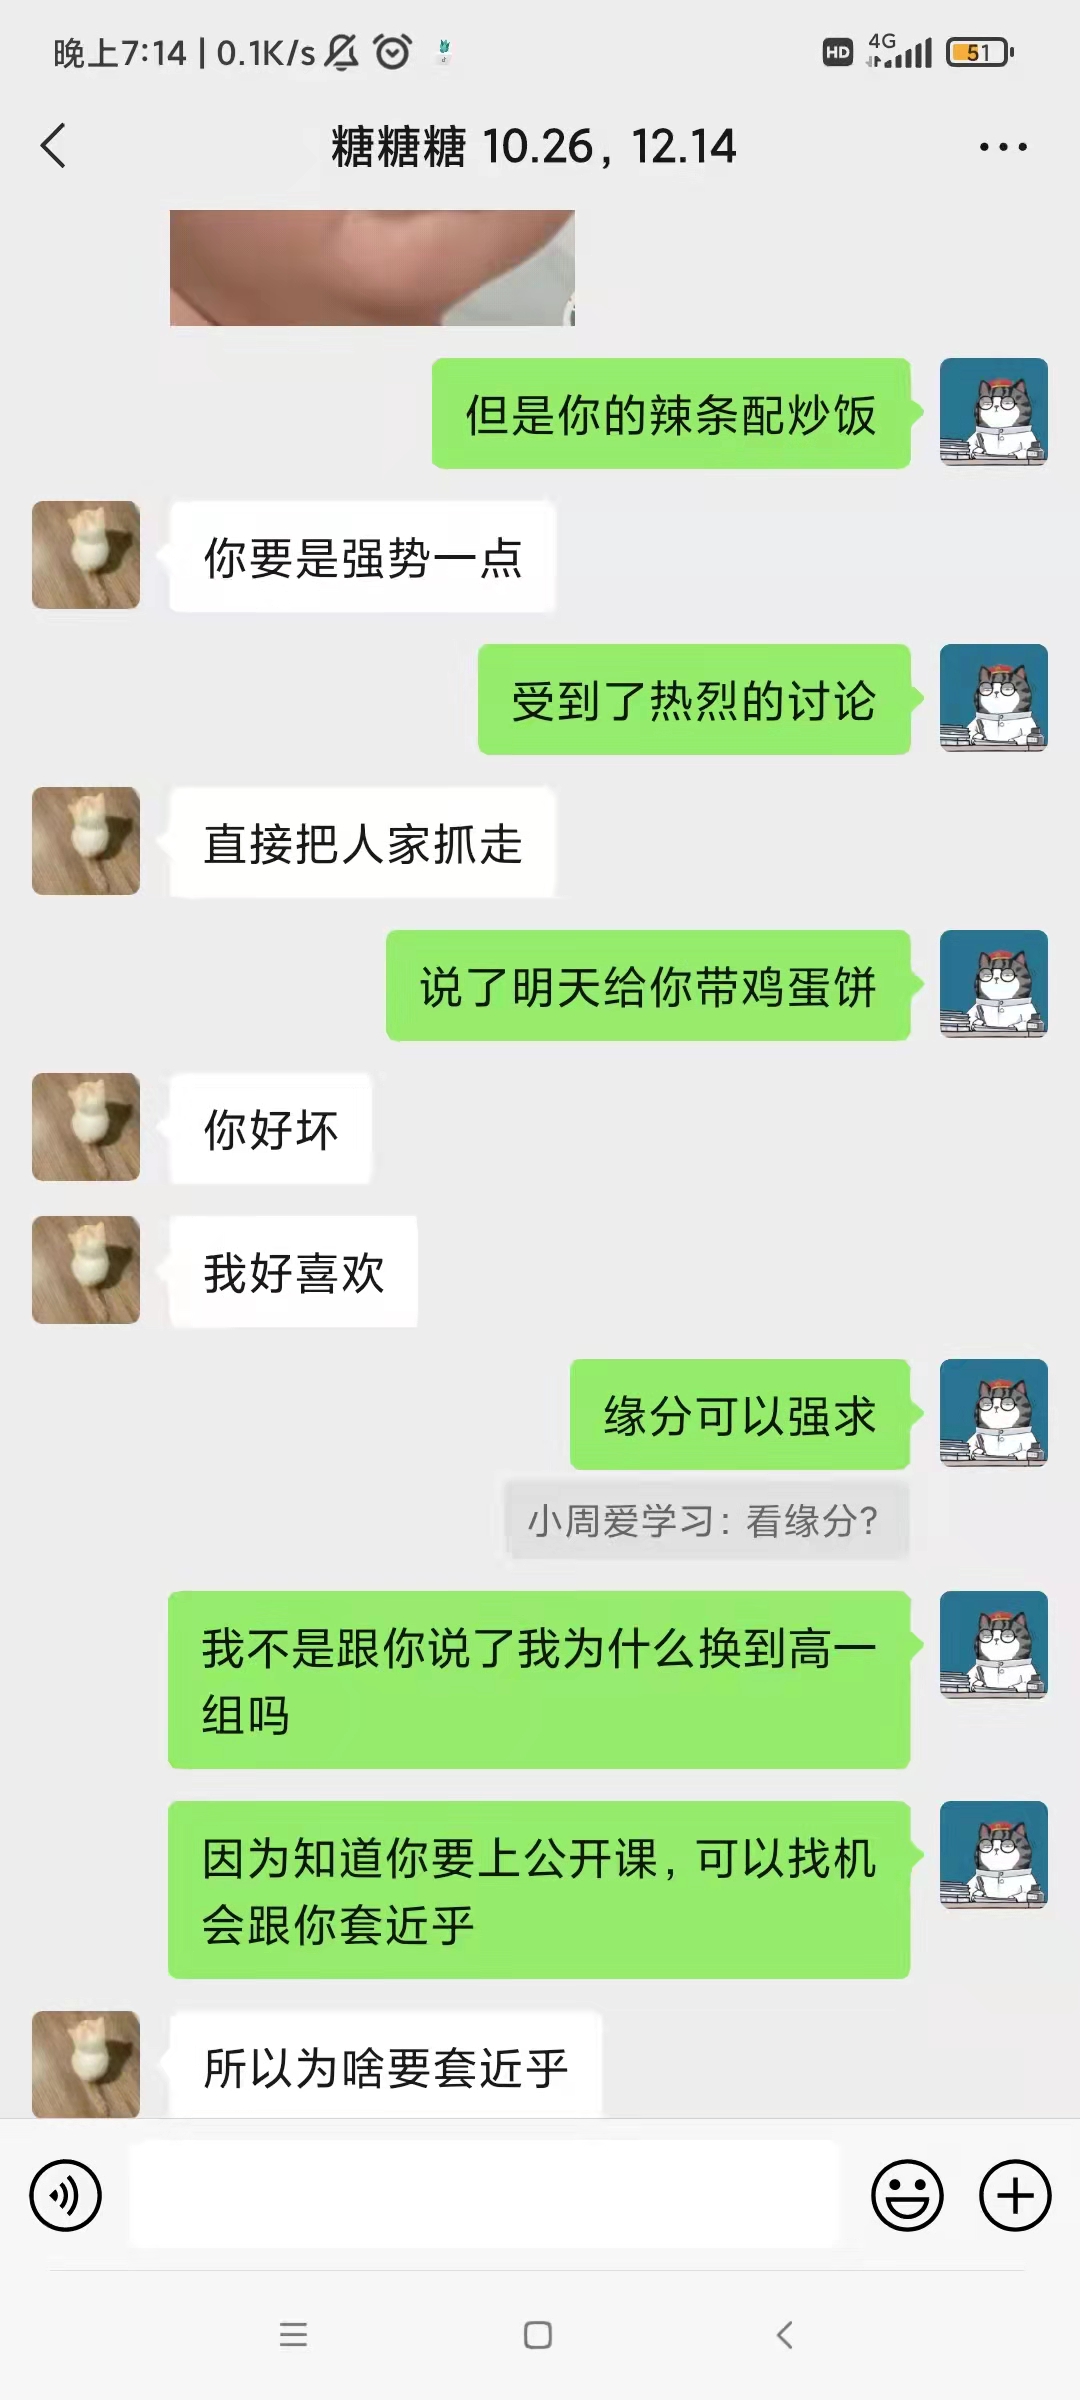 晚上7:14 | 0.1K/s
HD 4G 51
糖糖糖 10.26，12.14
但是你的辣条配炒饭
你要是强势一点
受到了热烈的讨论
直接把人家抓走
说了明天给你带鸡蛋饼
你好坏
我好喜欢
缘分可以强求
小周爱学习：看缘分?
我不是跟你说了我为什么换到高一
组吗
因为知道你要上公开课，可以找机
会跟你套近乎
所以为啥要套近乎